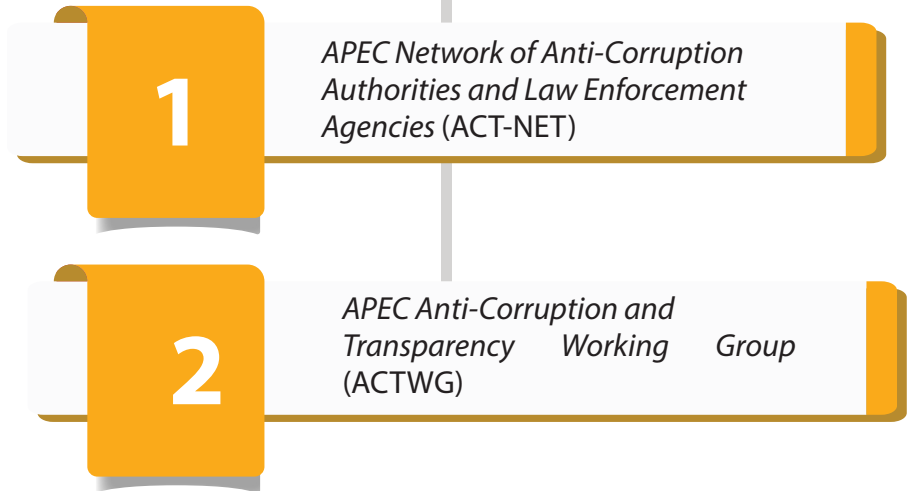 1
APEC Network of Anti-Corruption
Authorities and Law Enforcement
Agencies (ACT-NET)
2
APEC Anti-Corruption and
Transparency Working Group
(ACTWG)